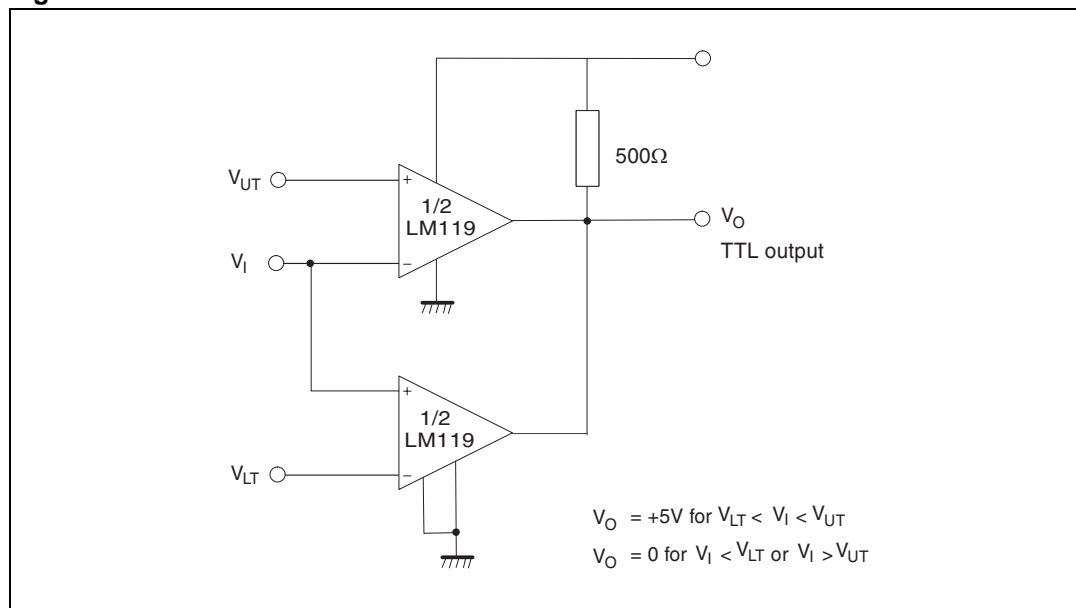 500Ω
V_UT
+
1/2
LM119
−
V_I
V_O
TTL output
+
1/2
LM119
−
V_LT
V_O = +5V for V_LT < V_I < V_UT
V_O = 0 for V_I < V_LT or V_I > V_UT